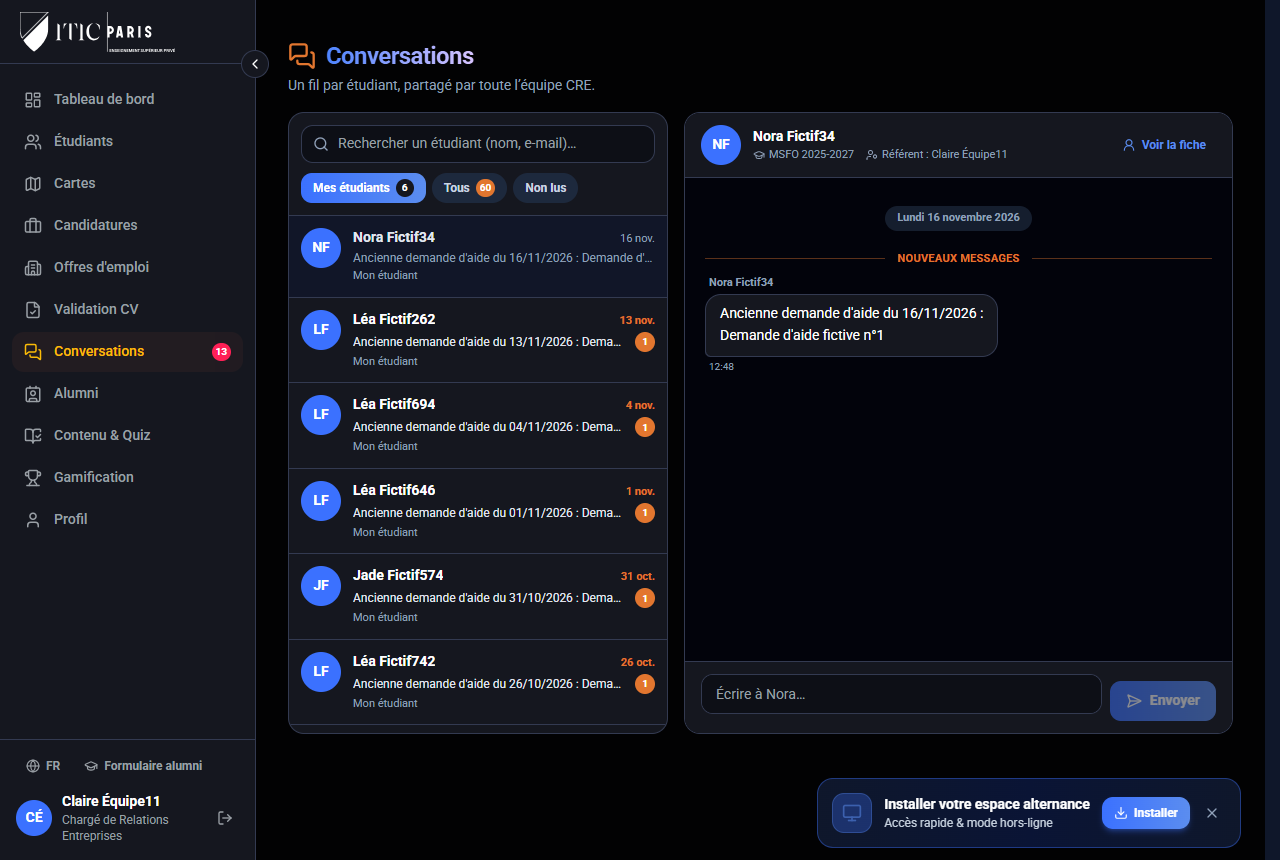 ITIC PARIS
ENSEIGNEMENT SUPÉRIEUR PRIVÉ
Tableau de bord
Étudiants
Cartes
Candidatures
Offres d'emploi
Validation CV
Conversations 13
Alumni
Contenu & Quiz
Gamification
Profil
FR Formulaire alumni
CÉ
Claire Équipe11
Chargé de Relations
Entreprises
Conversations
Un fil par étudiant, partagé par toute l'équipe CRE.
Rechercher un étudiant (nom, e-mail)…
Mes étudiants 6 Tous 60 Non lus
NF
Nora Fictif34 16 nov.
Ancienne demande d'aide du 16/11/2026 : Demande d'…
Mon étudiant
LF
Léa Fictif262 13 nov.
Ancienne demande d'aide du 13/11/2026 : Dema… 1
Mon étudiant
LF
Léa Fictif694 4 nov.
Ancienne demande d'aide du 04/11/2026 : Dema… 1
Mon étudiant
LF
Léa Fictif646 1 nov.
Ancienne demande d'aide du 01/11/2026 : Dema… 1
Mon étudiant
JF
Jade Fictif574 31 oct.
Ancienne demande d'aide du 31/10/2026 : Dema… 1
Mon étudiant
LF
Léa Fictif742 26 oct.
Ancienne demande d'aide du 26/10/2026 : Dema… 1
Mon étudiant
NF
Nora Fictif34
MSFO 2025-2027 Référent : Claire Équipe11
Voir la fiche
Lundi 16 novembre 2026
NOUVEAUX MESSAGES
Nora Fictif34
Ancienne demande d'aide du 16/11/2026 :
Demande d'aide fictive n°1
12:48
Écrire à Nora…
Envoyer
Installer votre espace alternance
Accès rapide & mode hors-ligne
Installer